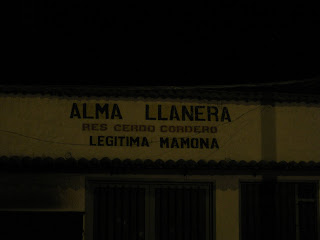 ALMA LLANERA
RES CERDO CORDERO
LEGITIMA MAMONA